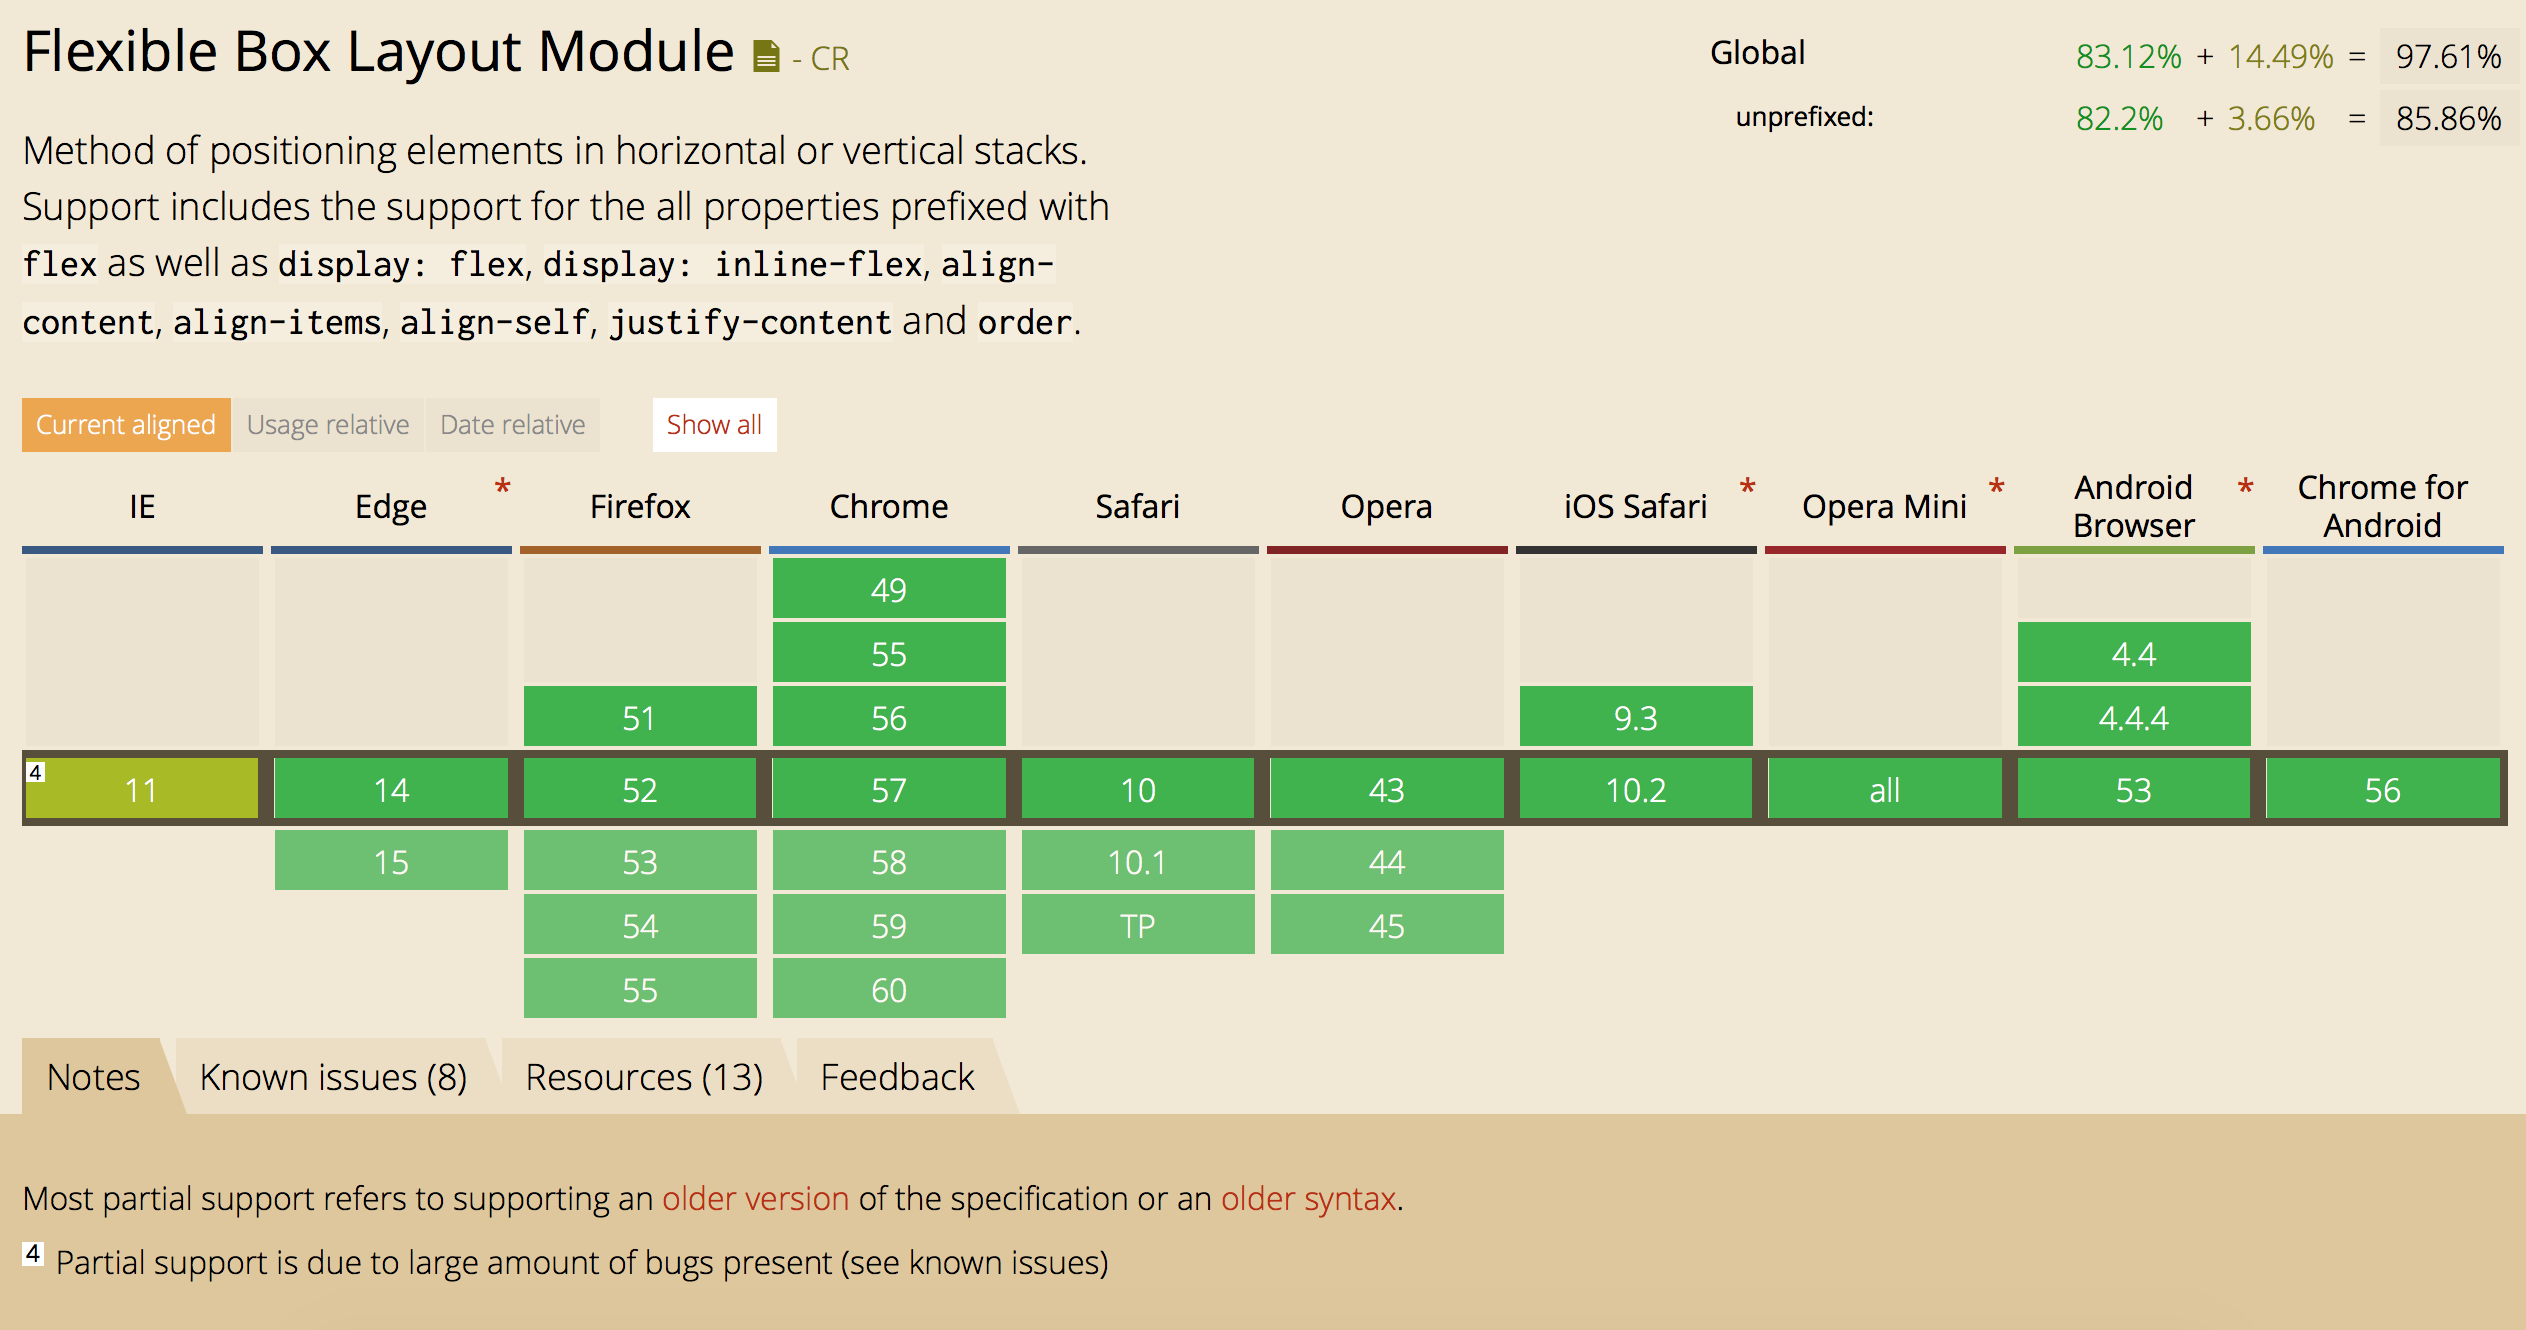 Flexible Box Layout Module - CR
Global 83.12% + 14.49% = 97.61%
unprefixed: 82.2% + 3.66% = 85.86%
Method of positioning elements in horizontal or vertical stacks.
Support includes the support for the all properties prefixed with
flex as well as display: flex, display: inline-flex, align-
content, align-items, align-self, justify-content and order.
Current aligned Usage relative Date relative Show all
IE Edge * Firefox Chrome Safari Opera iOS Safari * Opera Mini * Android Browser * Chrome for Android
49
55 4.4
51 56 9.3 4.4.4
4 11 14 52 57 10 43 10.2 all 53 56
15 53 58 10.1 44
54 59 TP 45
55 60
Notes Known issues (8) Resources (13) Feedback
Most partial support refers to supporting an older version of the specification or an older syntax.
4 Partial support is due to large amount of bugs present (see known issues)